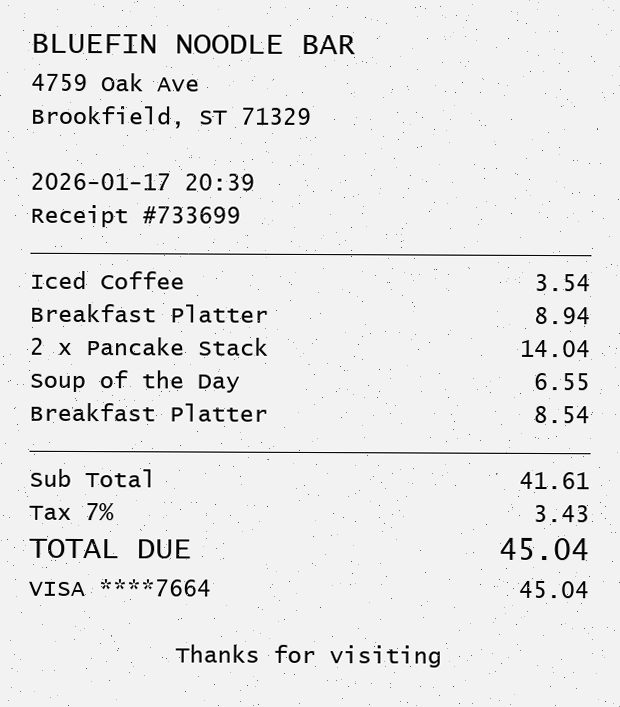 BLUEFIN NOODLE BAR
4759 Oak Ave
Brookfield, ST 71329
2026-01-17 20:39
Receipt #733699
Iced Coffee 3.54
Breakfast Platter 8.94
2 x Pancake Stack 14.04
Soup of the Day 6.55
Breakfast Platter 8.54
Sub Total 41.61
Tax 7% 3.43
TOTAL DUE 45.04
VISA ****7664 45.04
Thanks for visiting